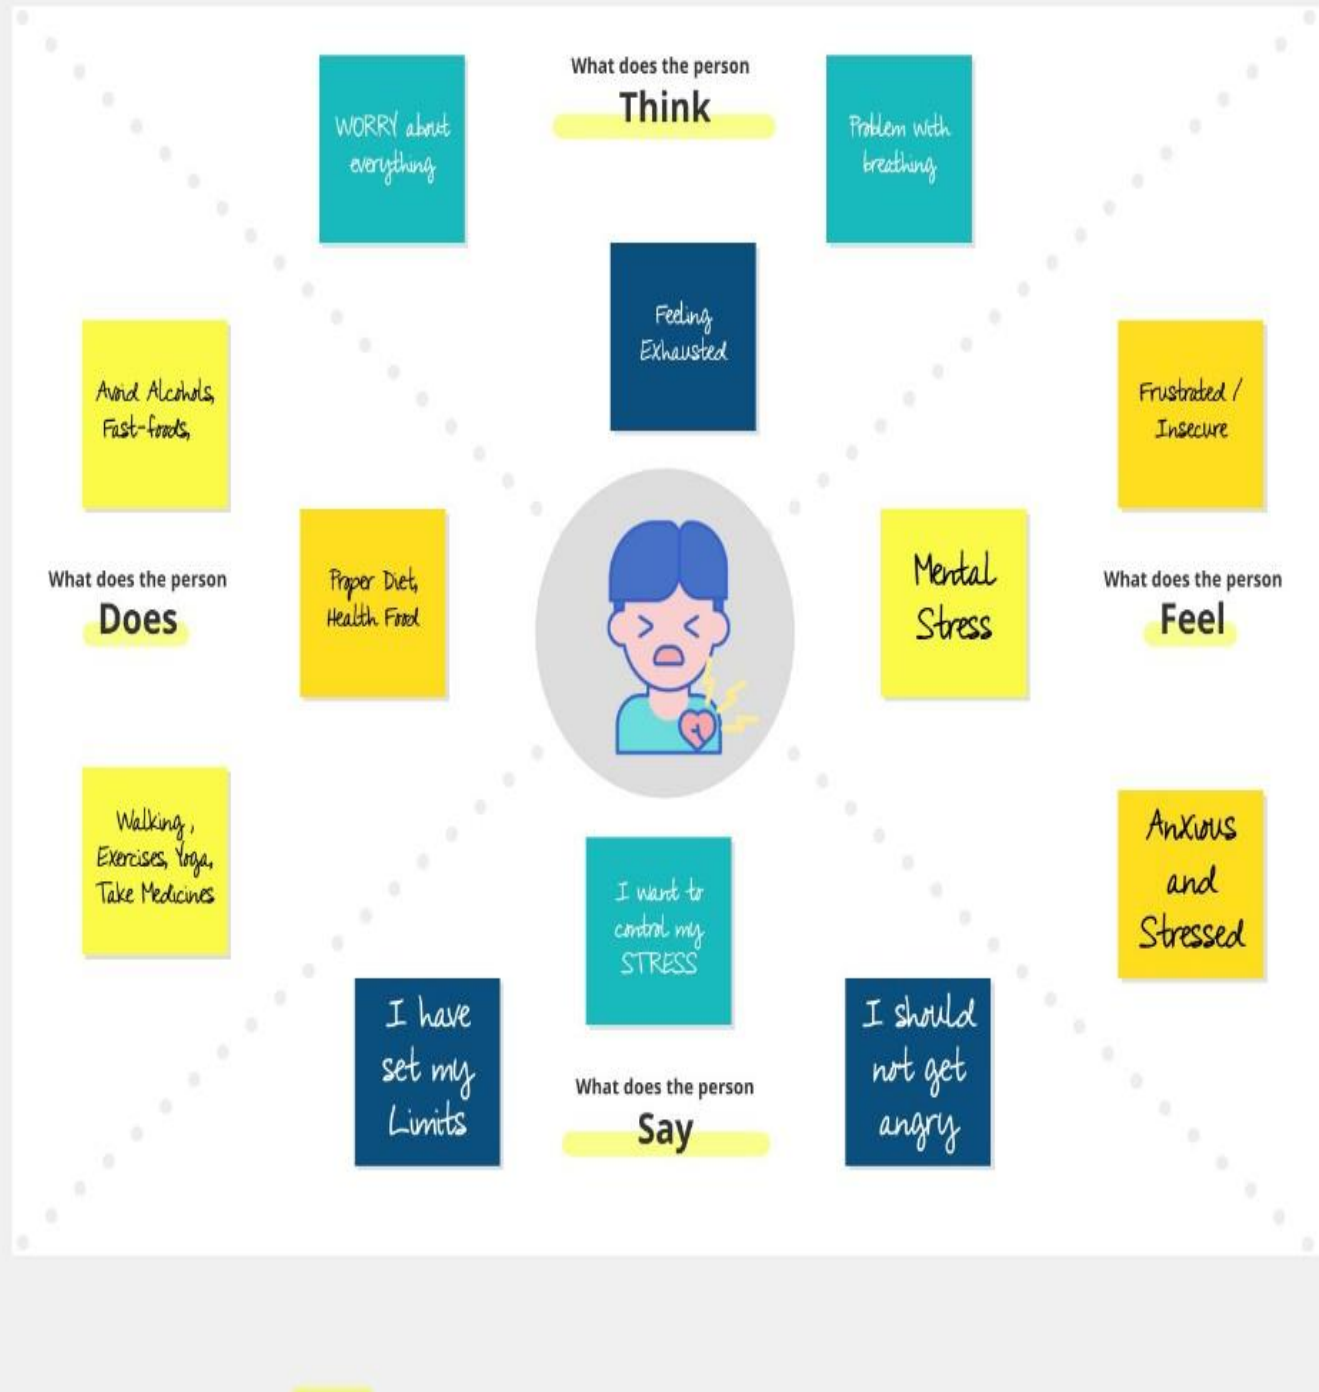 What does the person
Think
WORRY about
everything
Problem with
breathing
Feeling
Exhausted
Avoid Alcohols,
Fast-foods,
Proper Diet,
Health Food
What does the person
Does
Walking ,
Exercises, Yoga,
Take Medicines
Frustrated /
Insecure
Mental
Stress
What does the person
Feel
Anxious
and
Stressed
I want to
control my
STRESS
I have
set my
Limits
I should
not get
angry
What does the person
Say